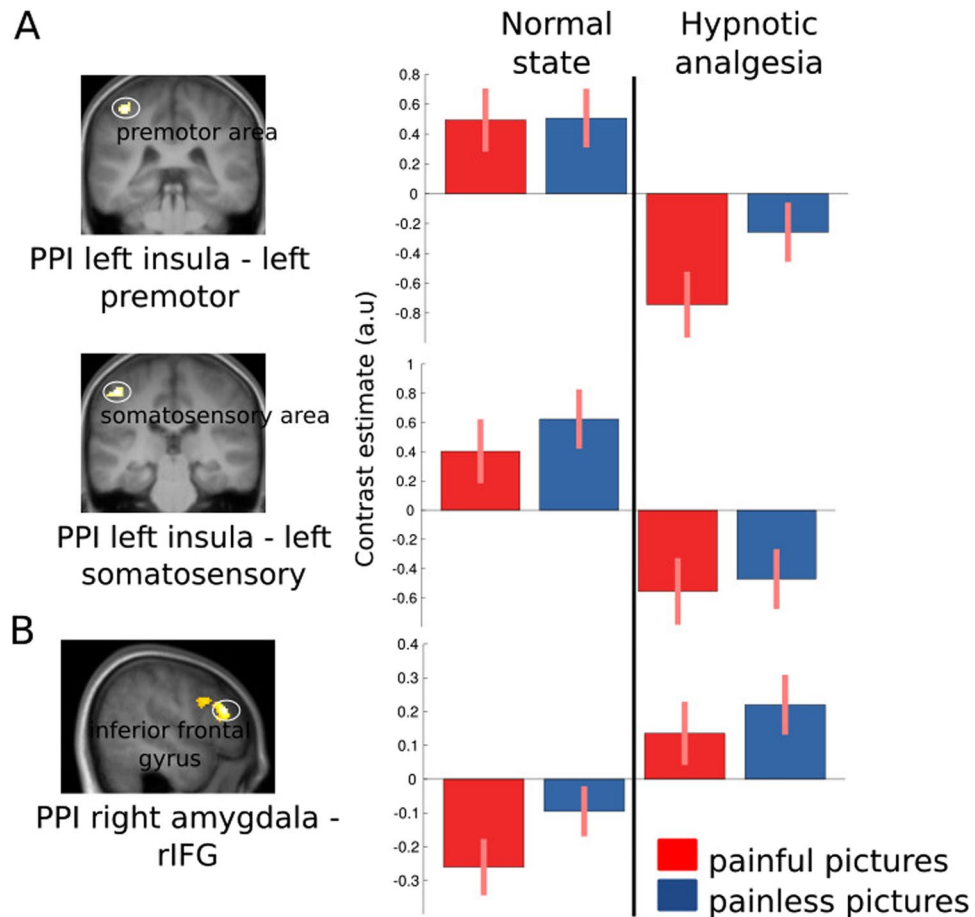 A
Normal
state
Hypnotic
analgesia
premotor area
PPI left insula - left
premotor
0.8
0.6
0.4
0.2
0
-0.2
-0.4
-0.6
-0.8
Contrast estimate (a.u)
somatosensory area
PPI left insula - left
somatosensory
1
0.8
0.6
0.4
0.2
0
-0.2
-0.4
-0.6
B
inferior frontal
gyrus
PPI right amygdala -
rIFG
0.4
0.3
0.2
0.1
0
-0.1
-0.2
-0.3
painful pictures
painless pictures